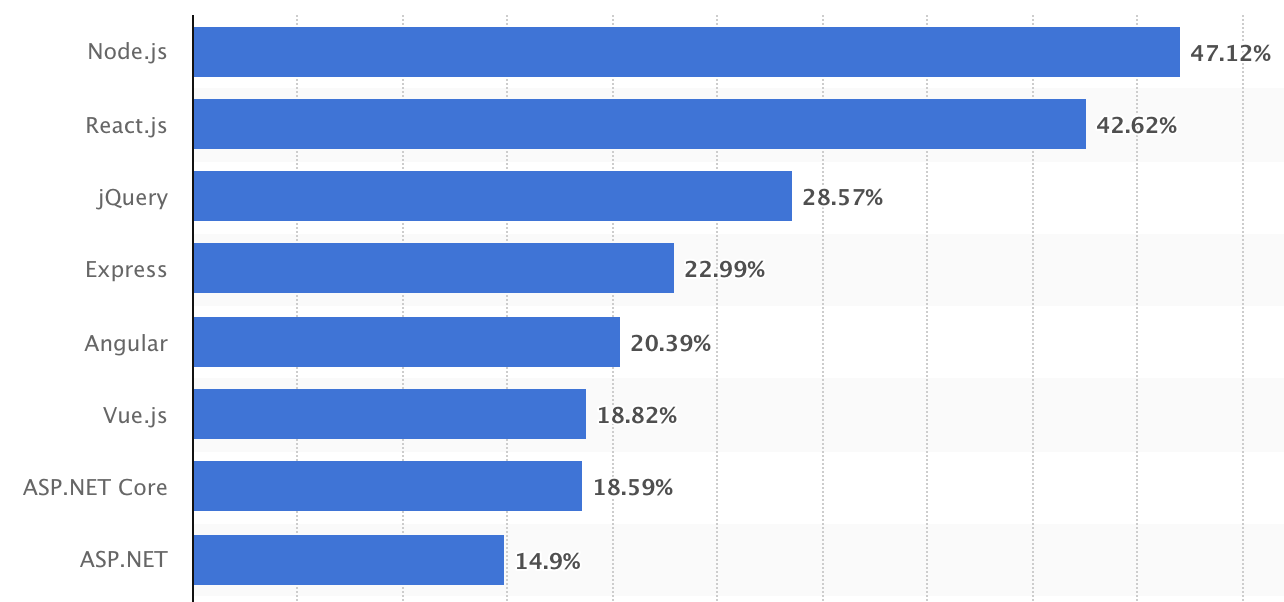 Node.js 47.12%
React.js 42.62%
jQuery 28.57%
Express 22.99%
Angular 20.39%
Vue.js 18.82%
ASP.NET Core 18.59%
ASP.NET 14.9%